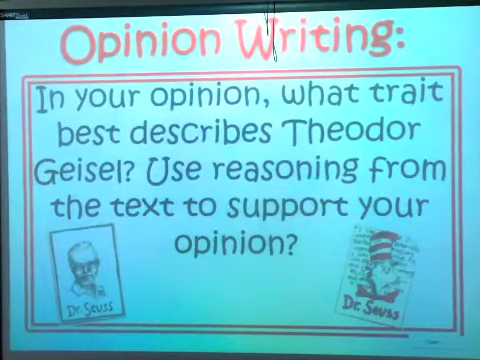 SMART
Opinion Writing:
In your opinion, what trait
best describes Theodor
Geisel? Use reasoning from
the text to support your
opinion?
Dr. Seuss
Dr. Seuss